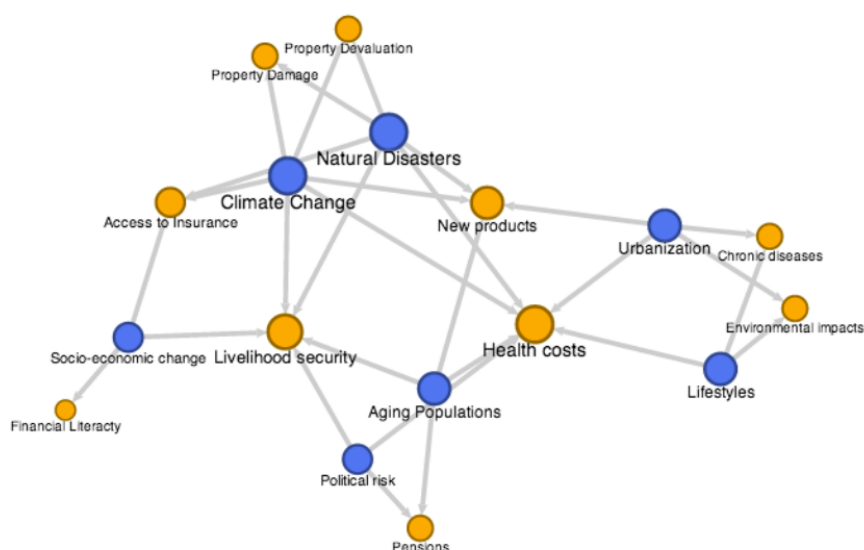 Property Devaluation
Property Damage
Natural Disasters
Climate Change
Access to Insurance
New products
Urbanization
Chronic diseases
Environmental impacts
Socio-economic change
Livelihood security
Health costs
Lifestyles
Aging Populations
Financial Literacty
Political risk
Pensions